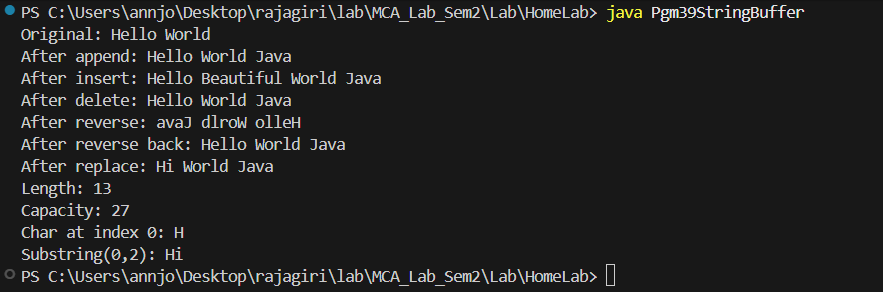 PS C:\Users\annjo\Desktop\rajagiri\lab\MCA_Lab_Sem2\Lab\HomeLab> java Pgm39StringBuffer
Original: Hello World
After append: Hello World Java
After insert: Hello Beautiful World Java
After delete: Hello World Java
After reverse: avaJ dlroW olleH
After reverse back: Hello World Java
After replace: Hi World Java
Length: 13
Capacity: 27
Char at index 0: H
Substring(0,2): Hi
PS C:\Users\annjo\Desktop\rajagiri\lab\MCA_Lab_Sem2\Lab\HomeLab>